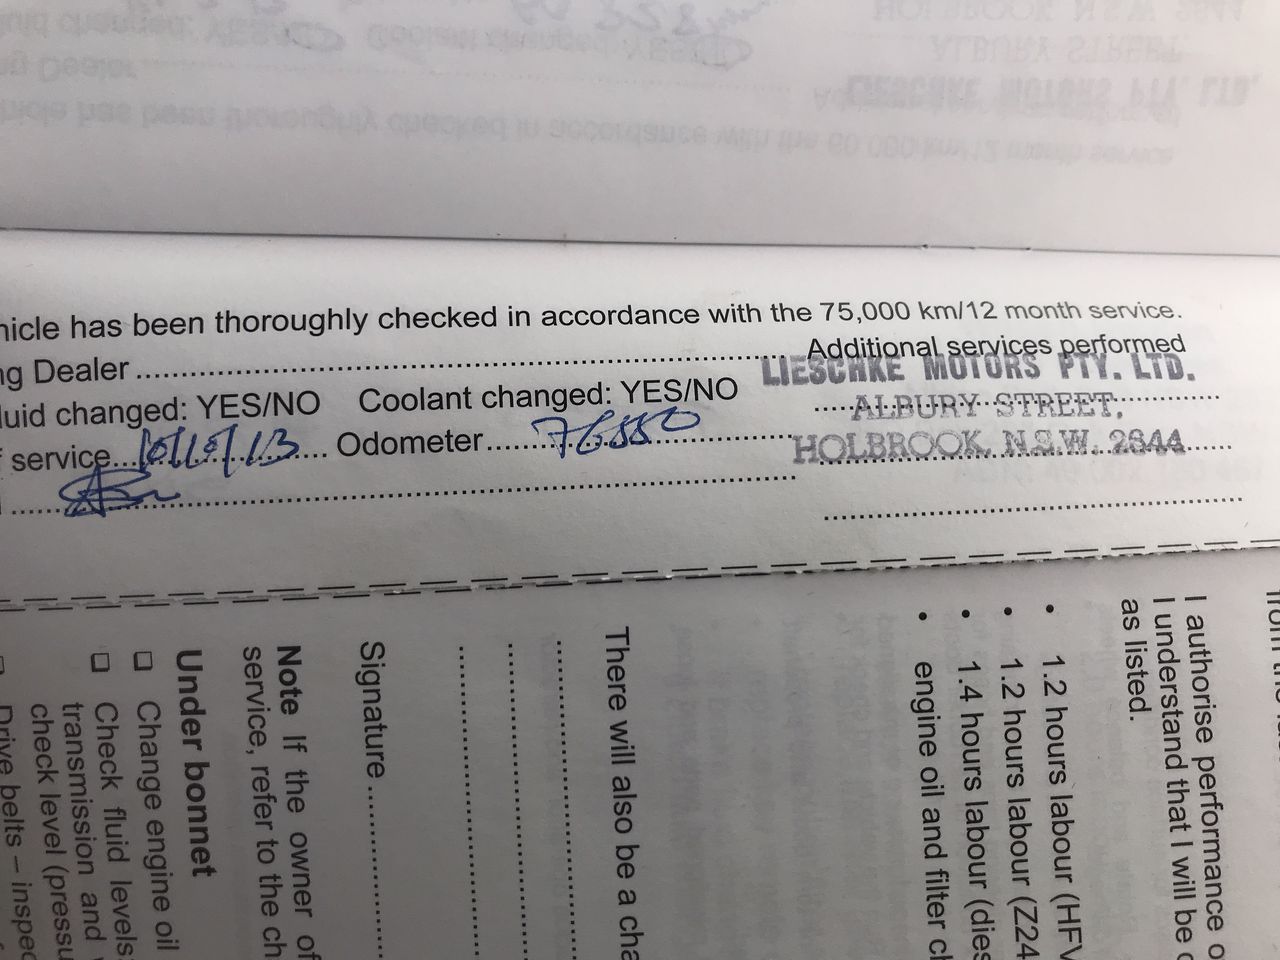 hicle has been thoroughly checked in accordance with the 75,000 km/12 month service.
ng Dealer Additional services performed
LIESCHKE MOTORS PTY. LTD.
luid changed: YES/NO Coolant changed: YES/NO
ALBURY STREET,
service 10/10/13 Odometer 76550
HOLBROOK, N.S.W. 2644
I authorise performance o
I understand that I will be c
as listed.
• 1.2 hours labour (HFV
• 1.2 hours labour (Z24
• 1.4 hours labour (dies
• engine oil and filter ch
There will also be a cha
Signature
Note If the owner of
service, refer to the ch
Under bonnet
Change engine oil
Check fluid levels:
transmission and
check level (pressu
Drive belts – inspec